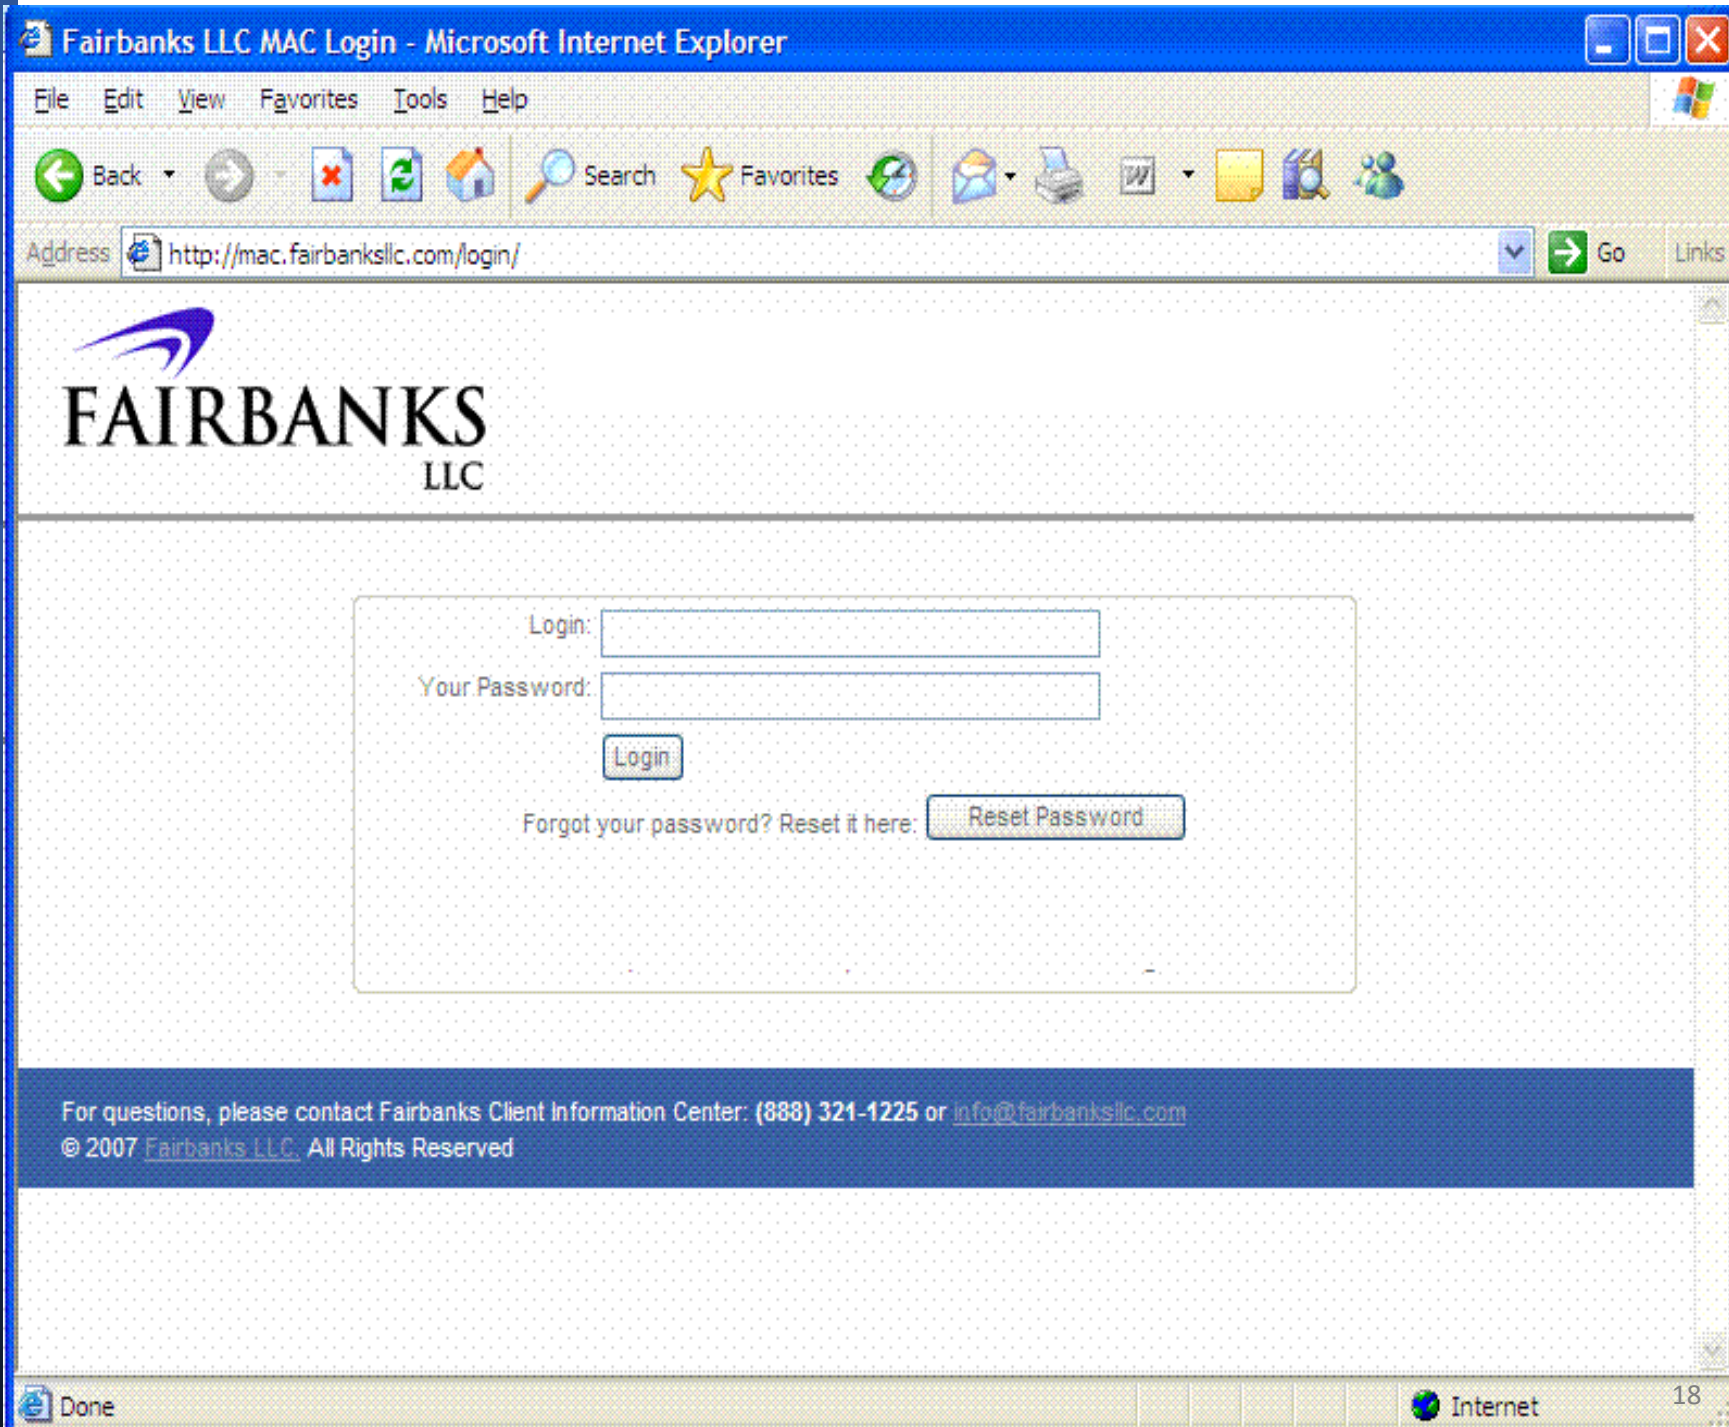 Fairbanks LLC MAC Login - Microsoft Internet Explorer
File Edit View Favorites Tools Help
Back Search Favorites
Address http://mac.fairbanksllc.com/login/ Go Links
FAIRBANKS
LLC
Login:
Your Password:
Login
Forgot your password? Reset it here: Reset Password
For questions, please contact Fairbanks Client Information Center: (888) 321-1225 or info@fairbanksllc.com
© 2007 Fairbanks LLC. All Rights Reserved
Done Internet 18